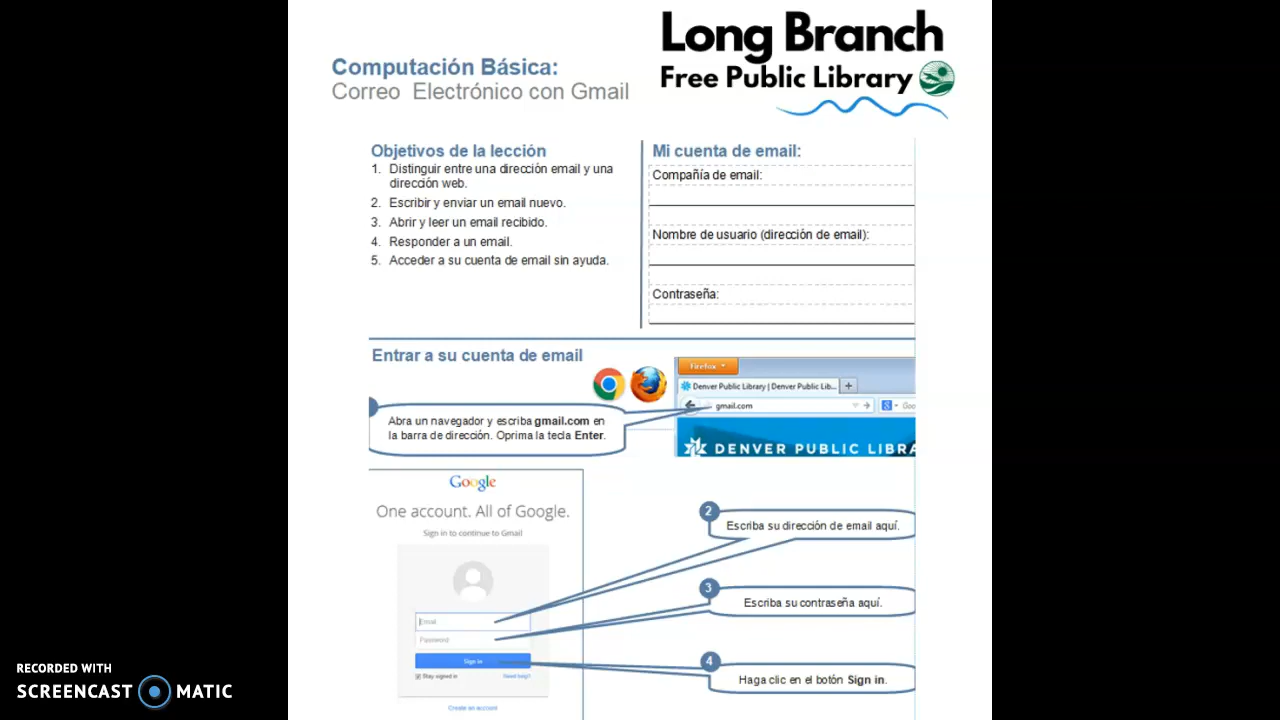 Long Branch
Free Public Library
Computación Básica:
Correo Electrónico con Gmail
Objetivos de la lección
1. Distinguir entre una dirección email y una
dirección web.
2. Escribir y enviar un email nuevo.
3. Abrir y leer un email recibido.
4. Responder a un email.
5. Acceder a su cuenta de email sin ayuda.
Mi cuenta de email:
Compañía de email:
Nombre de usuario (dirección de email):
Contraseña:
Entrar a su cuenta de email
Firefox
Denver Public Library | Denver Public Lib...
gmail.com
Goo
DENVER PUBLIC LIBRA
Abra un navegador y escriba gmail.com en
la barra de dirección. Oprima la tecla Enter.
Google
One account. All of Google.
Sign in to continue to Gmail
Email
Password
Sign in
Stay signed in
Need help?
Create an account
2
Escriba su dirección de email aquí.
3
Escriba su contraseña aquí.
4
Haga clic en el botón Sign in.
RECORDED WITH
SCREENCAST MATIC